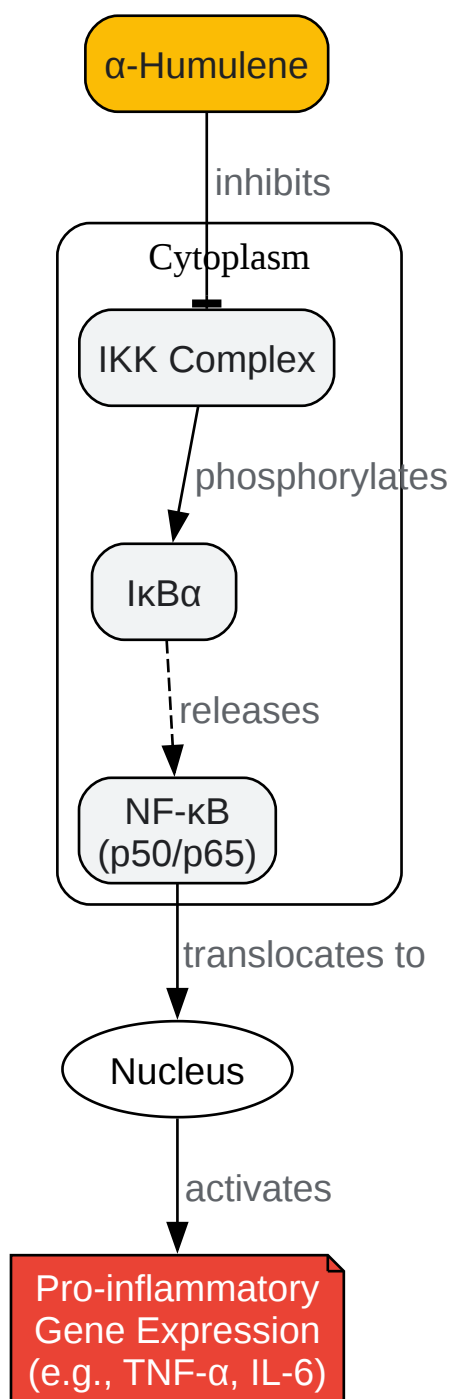 α-Humulene
inhibits
Cytoplasm
IKK Complex
phosphorylates
IκBα
releases
NF-κB
(p50/p65)
translocates to
Nucleus
activates
Pro-inflammatory
Gene Expression
(e.g., TNF-α, IL-6)